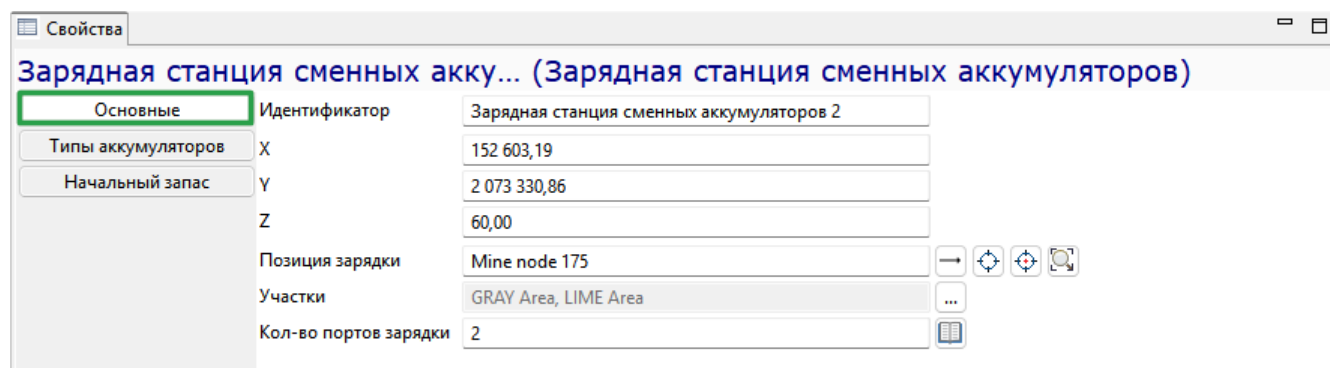 Свойства
Зарядная станция сменных акку... (Зарядная станция сменных аккумуляторов)
Основные Идентификатор Зарядная станция сменных аккумуляторов 2
Типы аккумуляторов X 152 603,19
Начальный запас Y 2 073 330,86
Z 60,00
Позиция зарядки Mine node 175
Участки GRAY Area, LIME Area ...
Кол-во портов зарядки 2